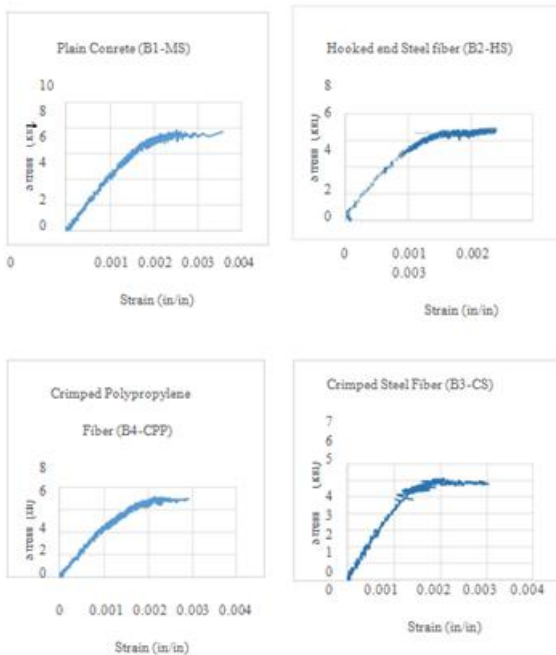 Plain Conrete (B1-MS)
10
8
6
4
2
0
0 0.001 0.002 0.003 0.004
Strain (in/in)
Hooked end Steel fiber (B2-HS)
8
6
4
2
0
0 0.001 0.002
0.003
Strain (in/in)
Crimped Polypropylene
Fiber (B4-CPP)
8
6
4
2
0
0 0.001 0.002 0.003 0.004
Strain (in/in)
Crimped Steel Fiber (B3-CS)
7
6
5
4
3
2
1
0
0.001 0.002 0.003 0.004
Strain (in/in)